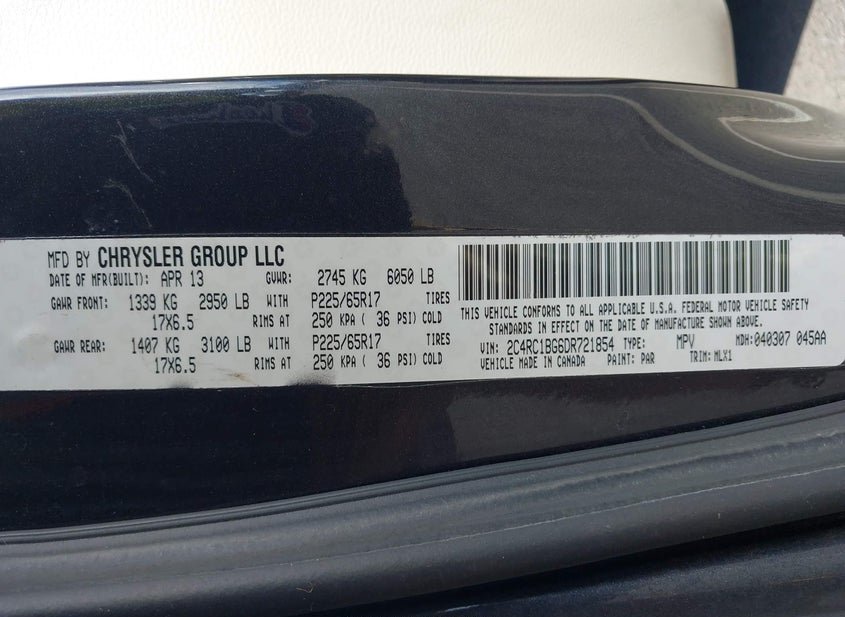 MFD BY CHRYSLER GROUP LLC
DATE OF MFR(BUILT): APR 13 GVWR: 2745 KG 6050 LB
GAWR FRONT: 1339 KG 2950 LB WITH P225/65R17 TIRES
17X6.5 RIMS AT 250 KPA ( 36 PSI) COLD
GAWR REAR: 1407 KG 3100 LB WITH P225/65R17 TIRES
17X6.5 RIMS AT 250 KPA ( 36 PSI) COLD
THIS VEHICLE CONFORMS TO ALL APPLICABLE U.S.A. FEDERAL MOTOR VEHICLE SAFETY
STANDARDS IN EFFECT ON THE DATE OF MANUFACTURE SHOWN ABOVE.
VIN: 2C4RC1BG6DR721854 TYPE: MPV MDH: 040307 045AA
VEHICLE MADE IN CANADA PAINT: PAR TRIM: MLX1